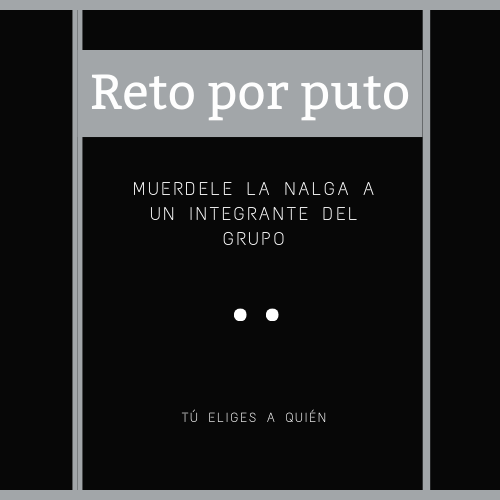 Reto por puto
MUERDELE LA NALGA A
UN INTEGRANTE DEL
GRUPO
TÚ ELIGES A QUIÉN